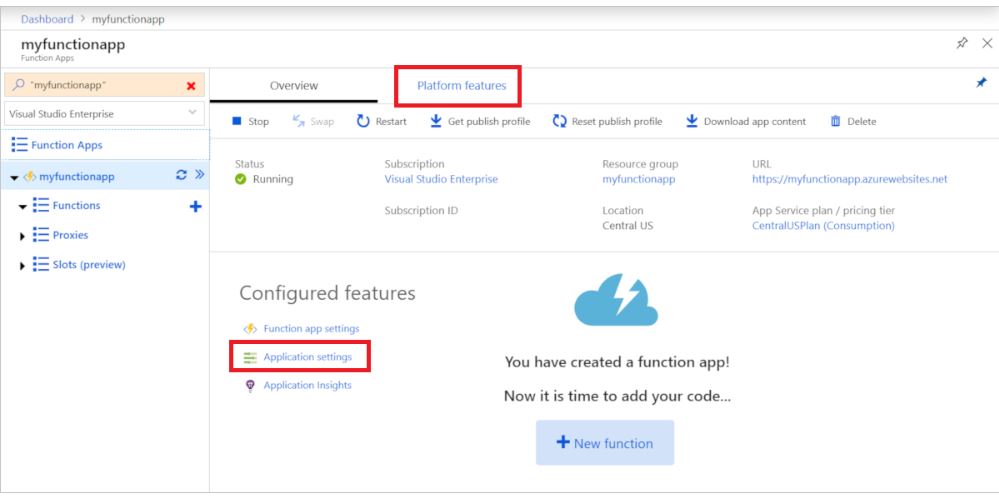 Dashboard > myfunctionapp
myfunctionapp
Function Apps
"myfunctionapp"
Visual Studio Enterprise
Function Apps
myfunctionapp
Functions
Proxies
Slots (preview)
Overview Platform features
Stop Swap Restart Get publish profile Reset publish profile Download app content Delete
Status Subscription Resource group URL
Running Visual Studio Enterprise myfunctionapp https://myfunctionapp.azurewebsites.net
Subscription ID Location App Service plan / pricing tier
Central US CentralUSPlan (Consumption)
Configured features
Function app settings
Application settings
Application Insights
You have created a function app!
Now it is time to add your code...
New function